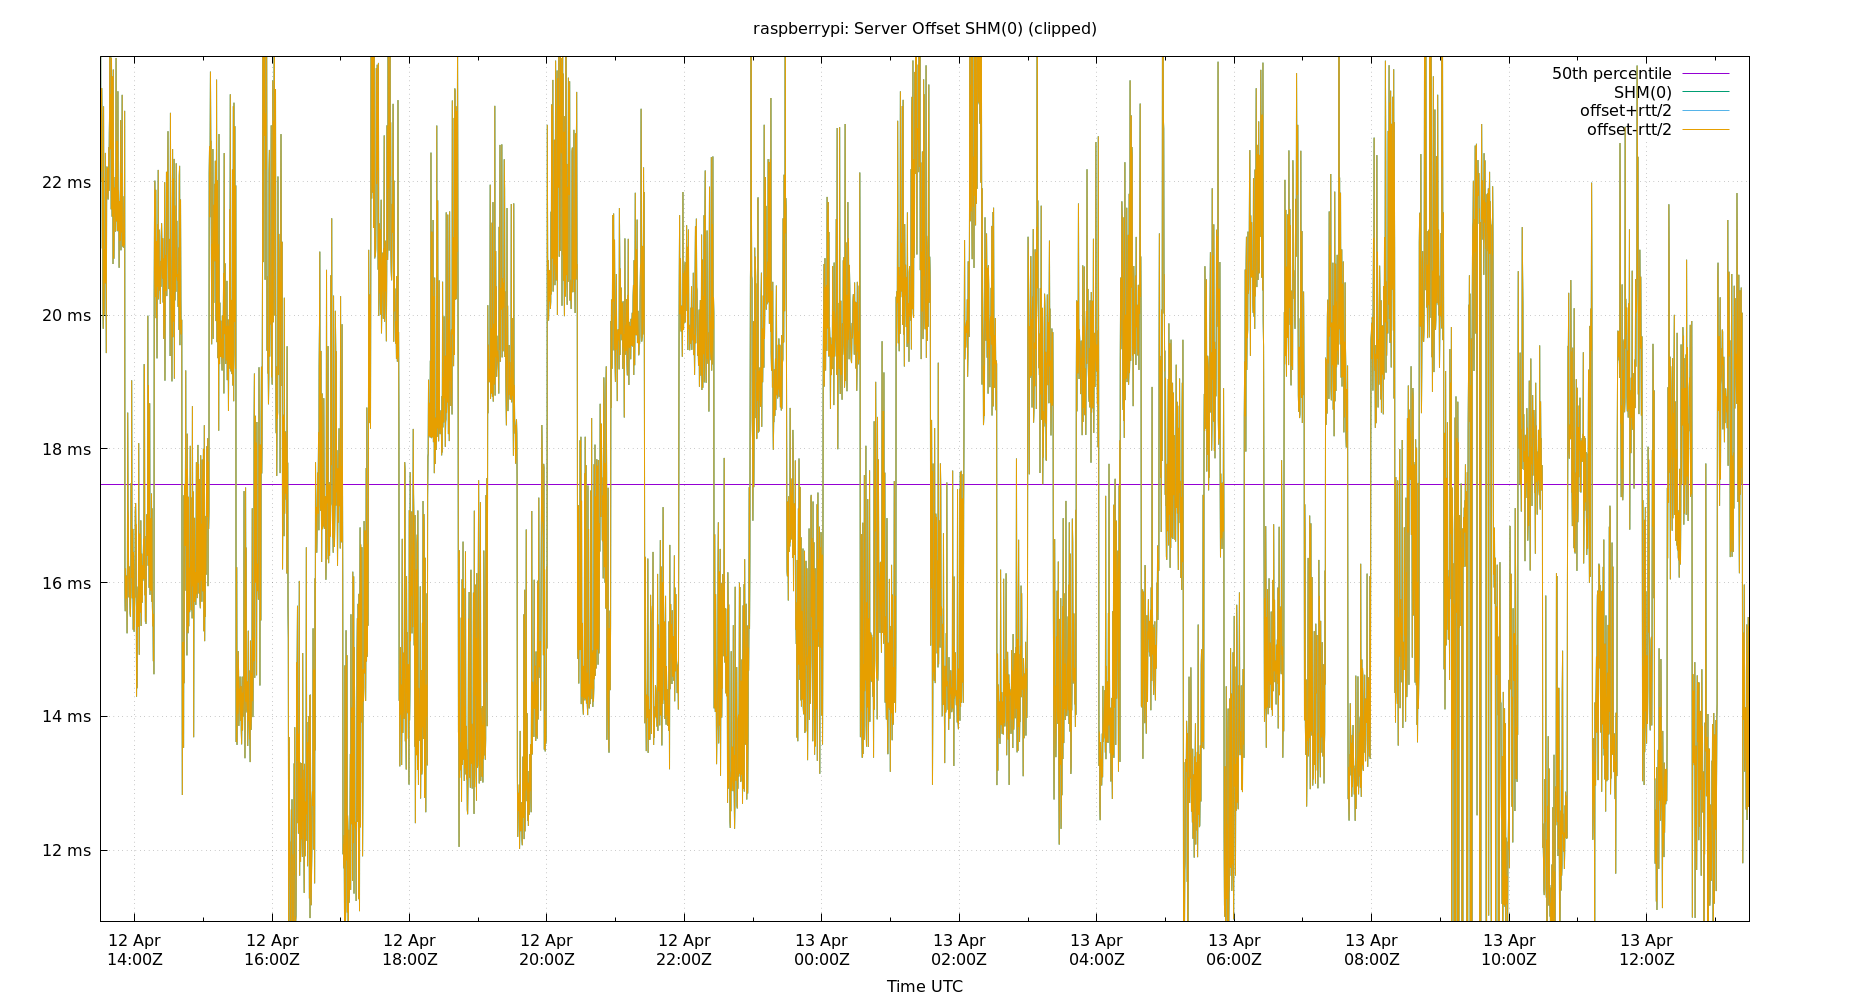 raspberrypi: Server Offset SHM(0) (clipped)
50th percentile
SHM(0)
offset+rtt/2
offset-rtt/2
22 ms
20 ms
18 ms
16 ms
14 ms
12 ms
12 Apr 12 Apr 12 Apr 12 Apr 12 Apr 13 Apr 13 Apr 13 Apr 13 Apr 13 Apr 13 Apr 13 Apr
14:00Z 16:00Z 18:00Z 20:00Z 22:00Z 00:00Z 02:00Z 04:00Z 06:00Z 08:00Z 10:00Z 12:00Z
Time UTC